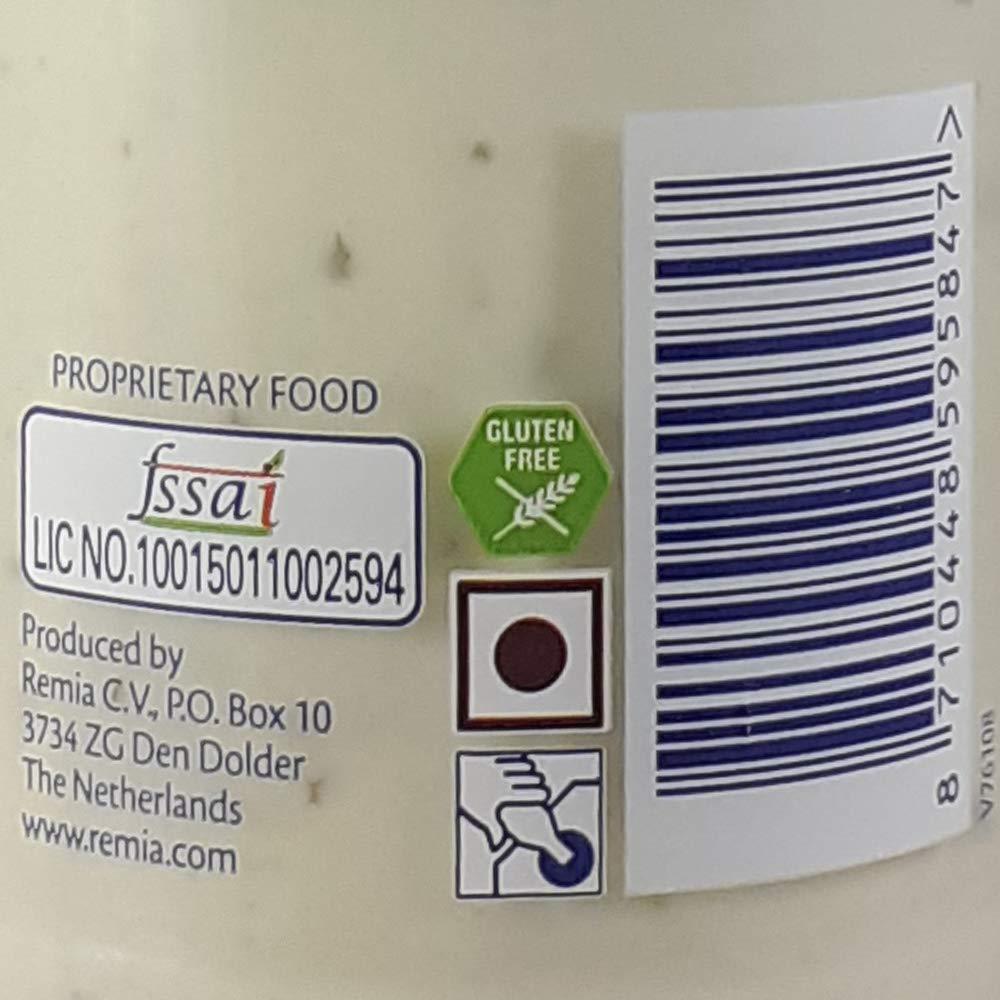 PROPRIETARY FOOD
fssai
LIC NO.10015011002594
Produced by
Remia C.V., P.O. Box 10
3734 ZG Den Dolder
The Netherlands
www.remia.com
GLUTEN
FREE
8 710448 595847 >